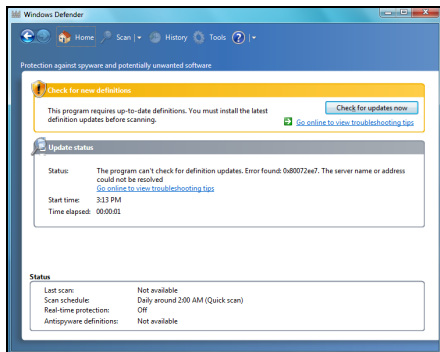 Windows Defender
Home Scan History Tools
Protection against spyware and potentially unwanted software
Check for new definitions
This program requires up-to-date definitions. You must install the latest
definition updates before scanning.
Check for updates now
Go online to view troubleshooting tips
Update status
Status: The program can't check for definition updates. Error found: 0x80072ee7. The server name or address
could not be resolved
Go online to view troubleshooting tips
Start time: 3:13 PM
Time elapsed: 00:00:01
Status
Last scan: Not available
Scan schedule: Daily around 2:00 AM (Quick scan)
Real-time protection: Off
Antispyware definitions: Not available